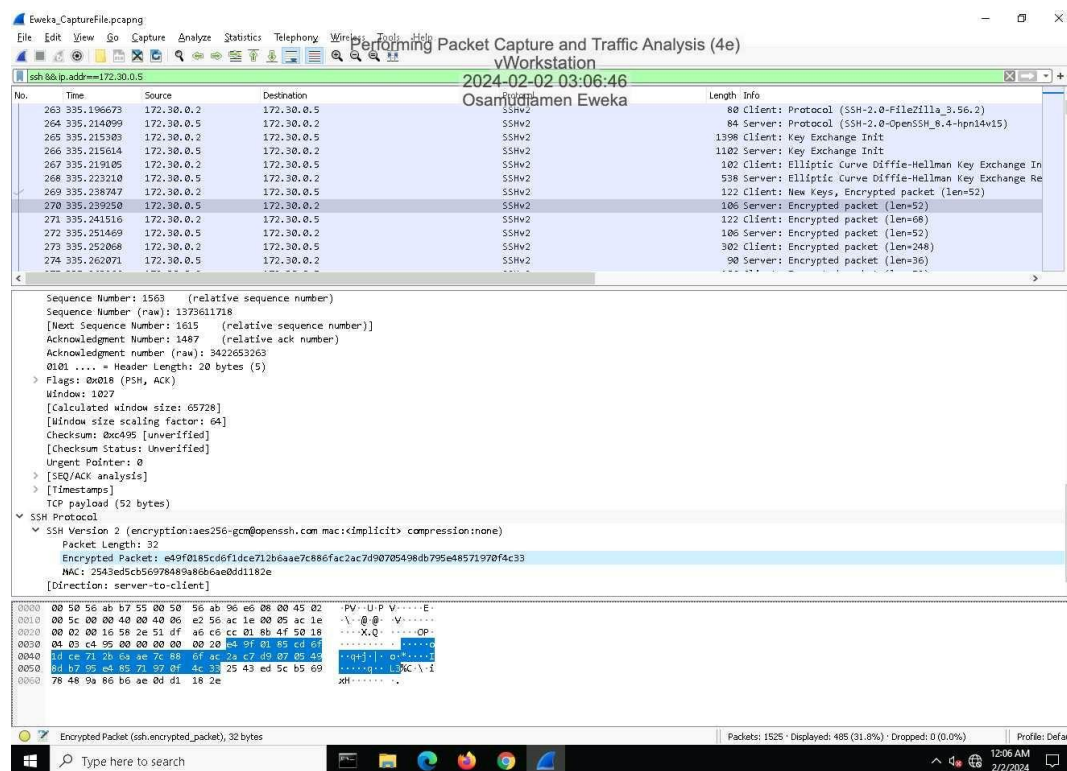 Eweka_CaptureFile.pcapng
File Edit View Go Capture Analyze Statistics Telephony Wireless Tools Help
Performing Packet Capture and Traffic Analysis (4e)
vWorkstation
2024-02-02 03:06:46
Osamudiamen Eweka
ssh && ip.addr==172.30.0.5
No. Time Source Destination Protocol Length Info
263 335.196673 172.30.0.2 172.30.0.5 SSHv2 80 Client: Protocol (SSH-2.0-FileZilla_3.56.2)
264 335.214099 172.30.0.5 172.30.0.2 SSHv2 84 Server: Protocol (SSH-2.0-OpenSSH_8.4-hpn14v15)
265 335.215303 172.30.0.2 172.30.0.5 SSHv2 1398 Client: Key Exchange Init
266 335.215614 172.30.0.5 172.30.0.2 SSHv2 1102 Server: Key Exchange Init
267 335.219105 172.30.0.2 172.30.0.5 SSHv2 102 Client: Elliptic Curve Diffie-Hellman Key Exchange In
268 335.223210 172.30.0.5 172.30.0.2 SSHv2 538 Server: Elliptic Curve Diffie-Hellman Key Exchange Re
269 335.238747 172.30.0.2 172.30.0.5 SSHv2 122 Client: New Keys, Encrypted packet (len=52)
270 335.239250 172.30.0.5 172.30.0.2 SSHv2 106 Server: Encrypted packet (len=52)
271 335.241516 172.30.0.2 172.30.0.5 SSHv2 122 Client: Encrypted packet (len=68)
272 335.251469 172.30.0.5 172.30.0.2 SSHv2 106 Server: Encrypted packet (len=52)
273 335.252068 172.30.0.2 172.30.0.5 SSHv2 302 Client: Encrypted packet (len=248)
274 335.262071 172.30.0.5 172.30.0.2 SSHv2 90 Server: Encrypted packet (len=36)
Sequence Number: 1563 (relative sequence number)
Sequence Number (raw): 1373611718
[Next Sequence Number: 1615 (relative sequence number)]
Acknowledgment Number: 1487 (relative ack number)
Acknowledgment number (raw): 3422653263
0101 .... = Header Length: 20 bytes (5)
Flags: 0x018 (PSH, ACK)
Window: 1027
[Calculated window size: 65728]
[Window size scaling factor: 64]
Checksum: 0xc495 [unverified]
[Checksum Status: Unverified]
Urgent Pointer: 0
[SEQ/ACK analysis]
[Timestamps]
TCP payload (52 bytes)
SSH Protocol
SSH Version 2 (encryption:aes256-gcm@openssh.com mac:<implicit> compression:none)
Packet Length: 32
Encrypted Packet: e49f0185cd6f1dce712b6aae7c886fac2ac7d90705498db795e48571970f4c33
MAC: 2543ed5cb56978489a86b6ae0dd1182e
[Direction: server-to-client]
0000 00 50 56 ab b7 55 00 50 56 ab 96 e6 08 00 45 02 ·PV··U·P V·····E·
0010 00 5c 00 00 40 00 40 06 e2 56 ac 1e 00 05 ac 1e ·\··@·@· ·V······
0020 00 02 00 16 58 2e 51 df a6 c6 cc 01 8b 4f 50 18 ····X.Q· ·····OP·
0030 04 03 c4 95 00 00 00 00 00 20 e4 9f 01 85 cd 6f ········ · ·····o
0040 1d ce 71 2b 6a ae 7c 88 6f ac 2a c7 d9 07 05 49 ··q+j·|· o·*····I
0050 8d b7 95 e4 85 71 97 0f 4c 33 25 43 ed 5c b5 69 ·····q·· L3%C·\·i
0060 78 48 9a 86 b6 ae 0d d1 18 2e xH······ ·.
Encrypted Packet (ssh.encrypted_packet), 32 bytes
Packets: 1525 · Displayed: 485 (31.8%) · Dropped: 0 (0.0%)
Profile: Defa
Type here to search
12:06 AM
2/2/2024